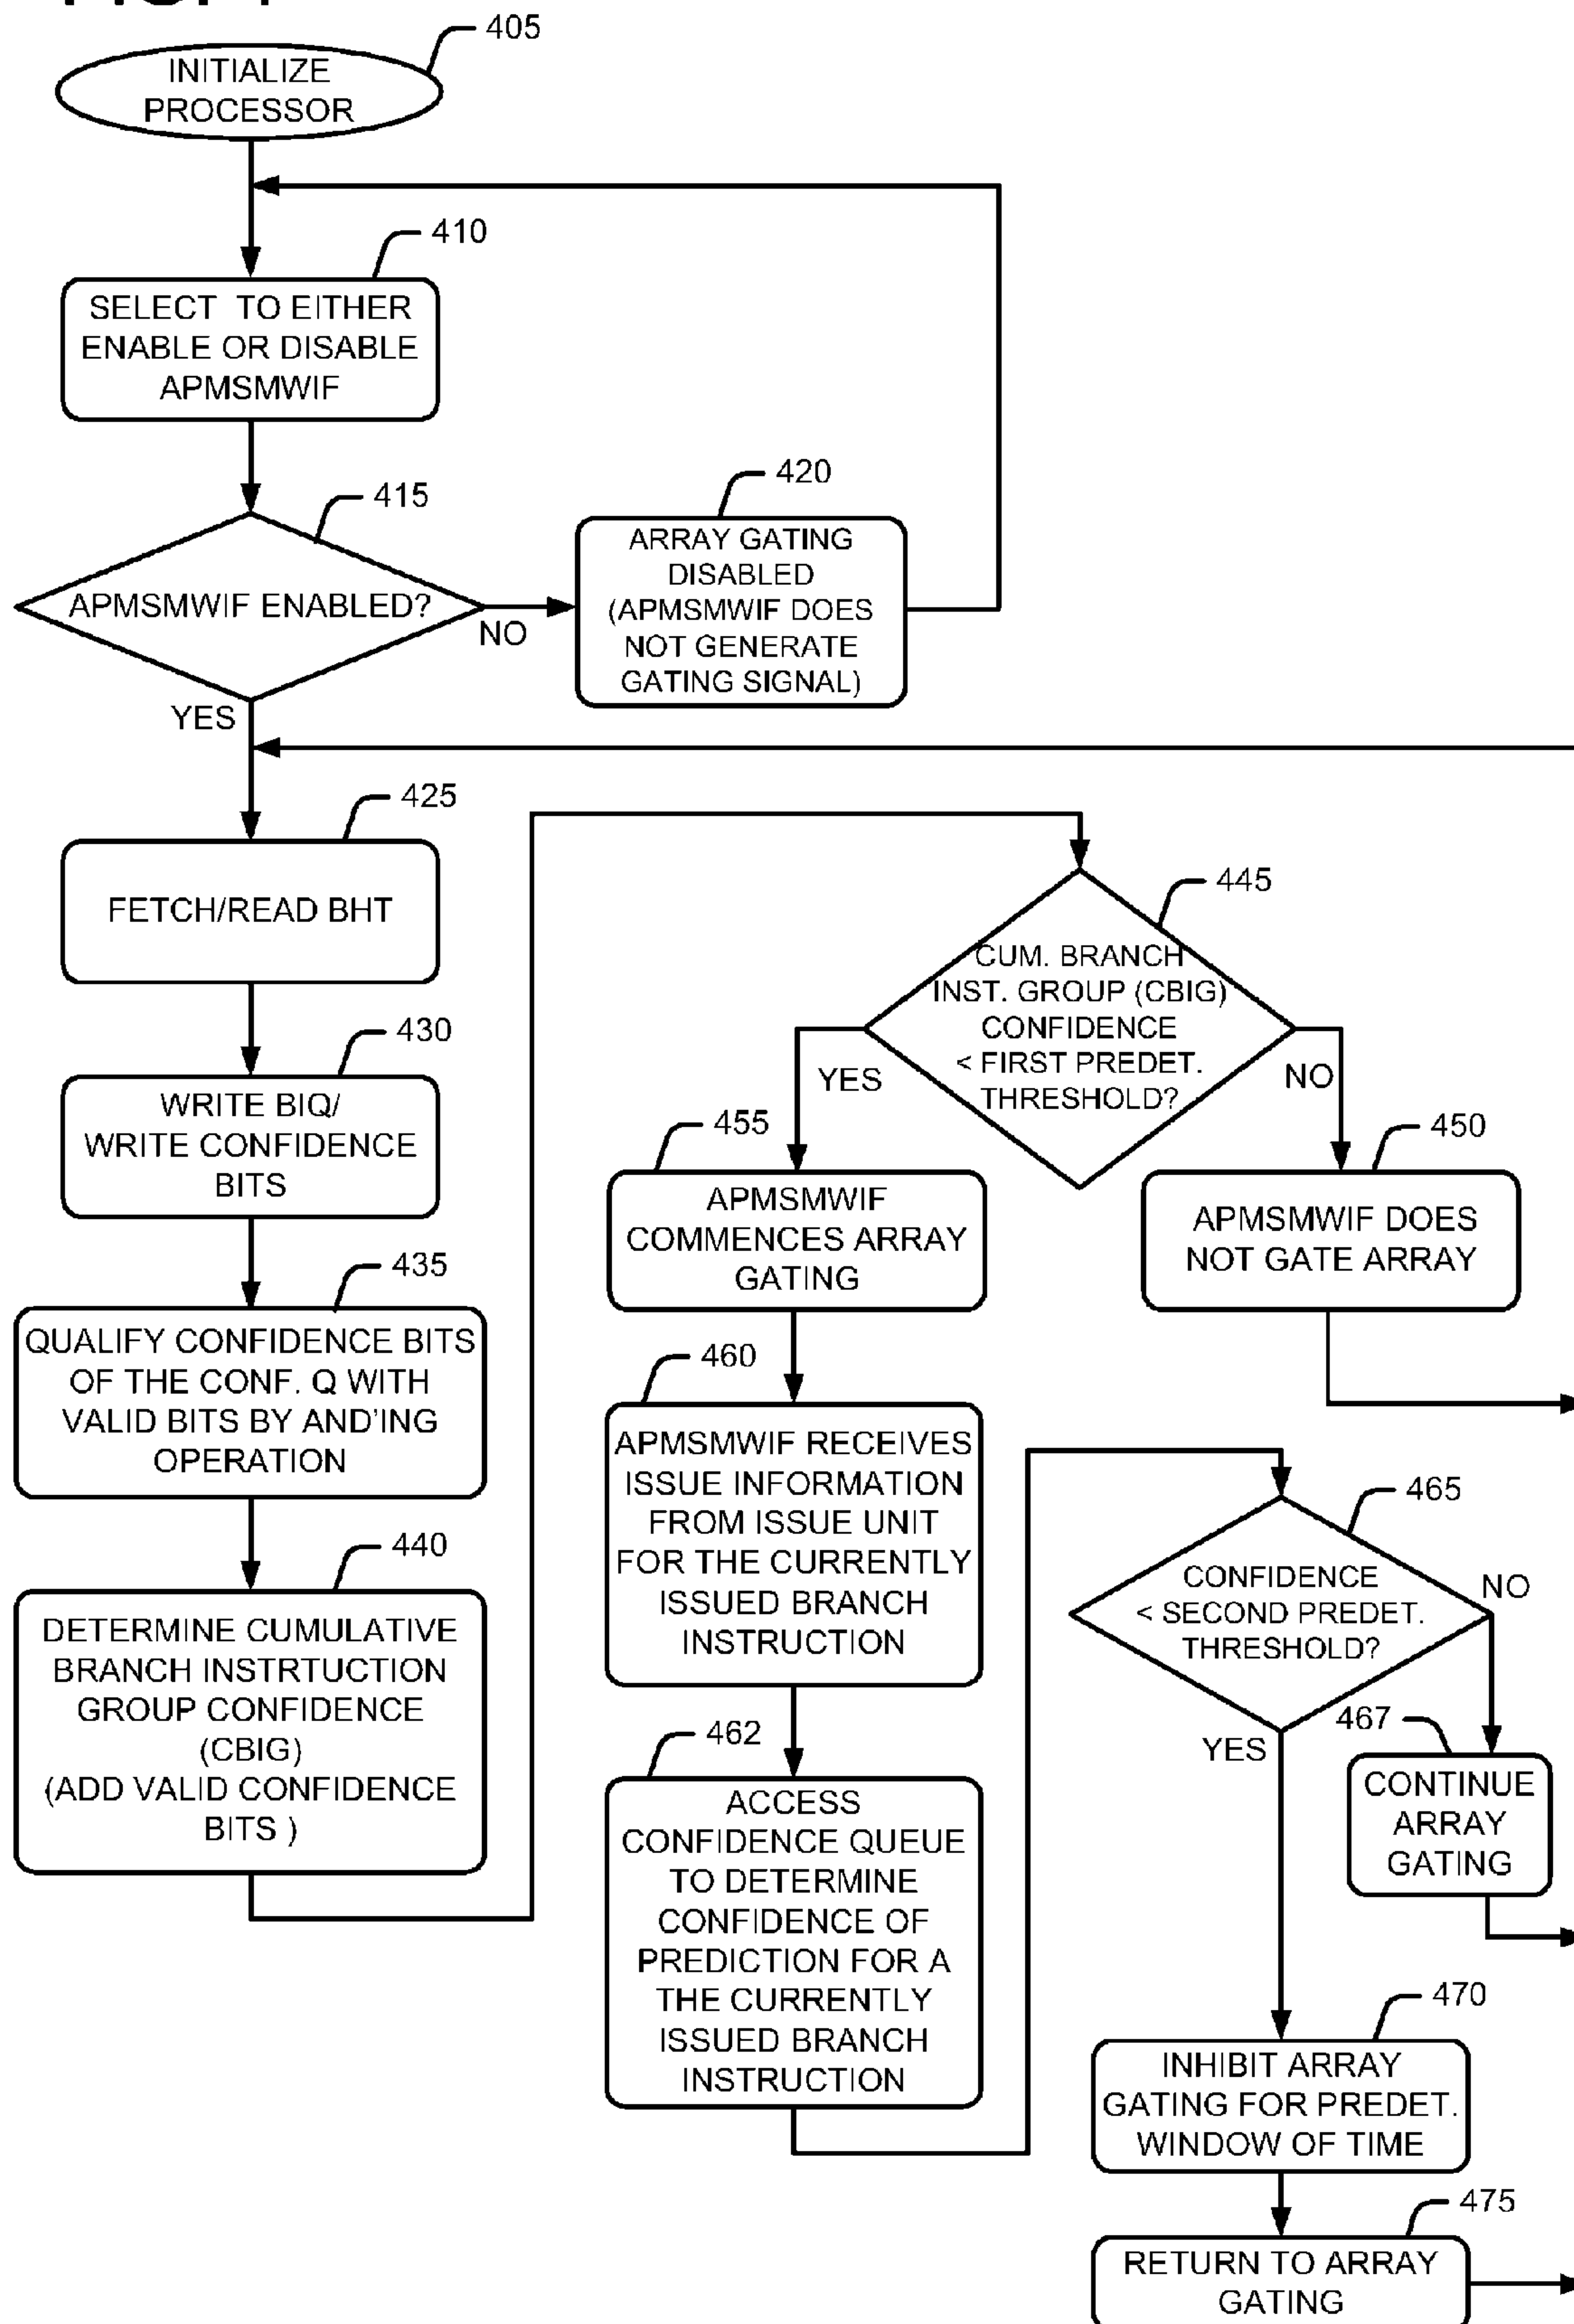 405
INITIALIZE
PROCESSOR
410
SELECT TO EITHER
ENABLE OR DISABLE
APMSMWIF
415
APMSMWIF ENABLED?
NO
YES
420
ARRAY GATING
DISABLED
(APMSMWIF DOES
NOT GENERATE
GATING SIGNAL)
425
FETCH/READ BHT
430
WRITE BIQ/
WRITE CONFIDENCE
BITS
435
QUALIFY CONFIDENCE BITS
OF THE CONF. Q WITH
VALID BITS BY AND'ING
OPERATION
440
DETERMINE CUMULATIVE
BRANCH INSTRTUCTION
GROUP CONFIDENCE
(CBIG)
(ADD VALID CONFIDENCE
BITS )
445
CUM. BRANCH
INST. GROUP (CBIG)
CONFIDENCE
< FIRST PREDET.
THRESHOLD?
YES
NO
450
APMSMWIF DOES
NOT GATE ARRAY
455
APMSMWIF
COMMENCES ARRAY
GATING
460
APMSMWIF RECEIVES
ISSUE INFORMATION
FROM ISSUE UNIT
FOR THE CURRENTLY
ISSUED BRANCH
INSTRUCTION
462
ACCESS
CONFIDENCE QUEUE
TO DETERMINE
CONFIDENCE OF
PREDICTION FOR A
THE CURRENTLY
ISSUED BRANCH
INSTRUCTION
465
CONFIDENCE
< SECOND PREDET.
THRESHOLD?
NO
YES
467
CONTINUE
ARRAY
GATING
470
INHIBIT ARRAY
GATING FOR PREDET.
WINDOW OF TIME
475
RETURN TO ARRAY
GATING